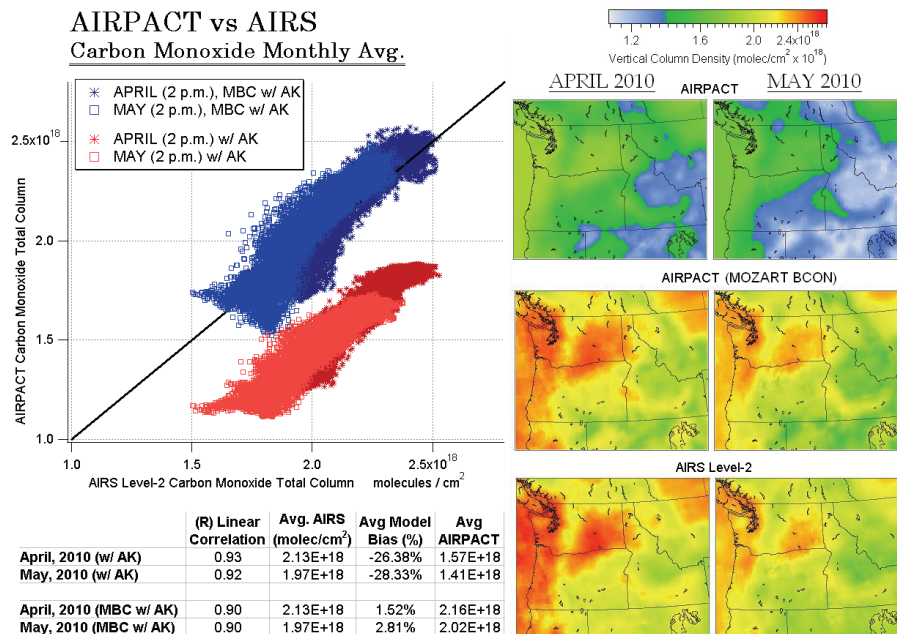 AIRPACT vs AIRS
Carbon Monoxide Monthly Avg.
APRIL (2 p.m.), MBC w/ AK
MAY (2 p.m.), MBC w/ AK
APRIL (2 p.m.) w/ AK
MAY (2 p.m.) w/ AK
AIRPACT Carbon Monoxide Total Column
2.5x10^18
2.0
1.5
1.0
1.0 1.5 2.0 2.5x10^18
AIRS Level-2 Carbon Monoxide Total Column molecules / cm^2
(R) Linear Correlation Avg. AIRS (molec/cm^2) Avg Model Bias (%) Avg AIRPACT
April, 2010 (w/ AK) 0.93 2.13E+18 -26.38% 1.57E+18
May, 2010 (w/ AK) 0.92 1.97E+18 -28.33% 1.41E+18
April, 2010 (MBC w/ AK) 0.90 2.13E+18 1.52% 2.16E+18
May, 2010 (MBC w/ AK) 0.90 1.97E+18 2.81% 2.02E+18
1.2 1.6 2.0 2.4x10^18
Vertical Column Density (molec/cm^2 x 10^18)
APRIL 2010 MAY 2010
AIRPACT
AIRPACT (MOZART BCON)
AIRS Level-2